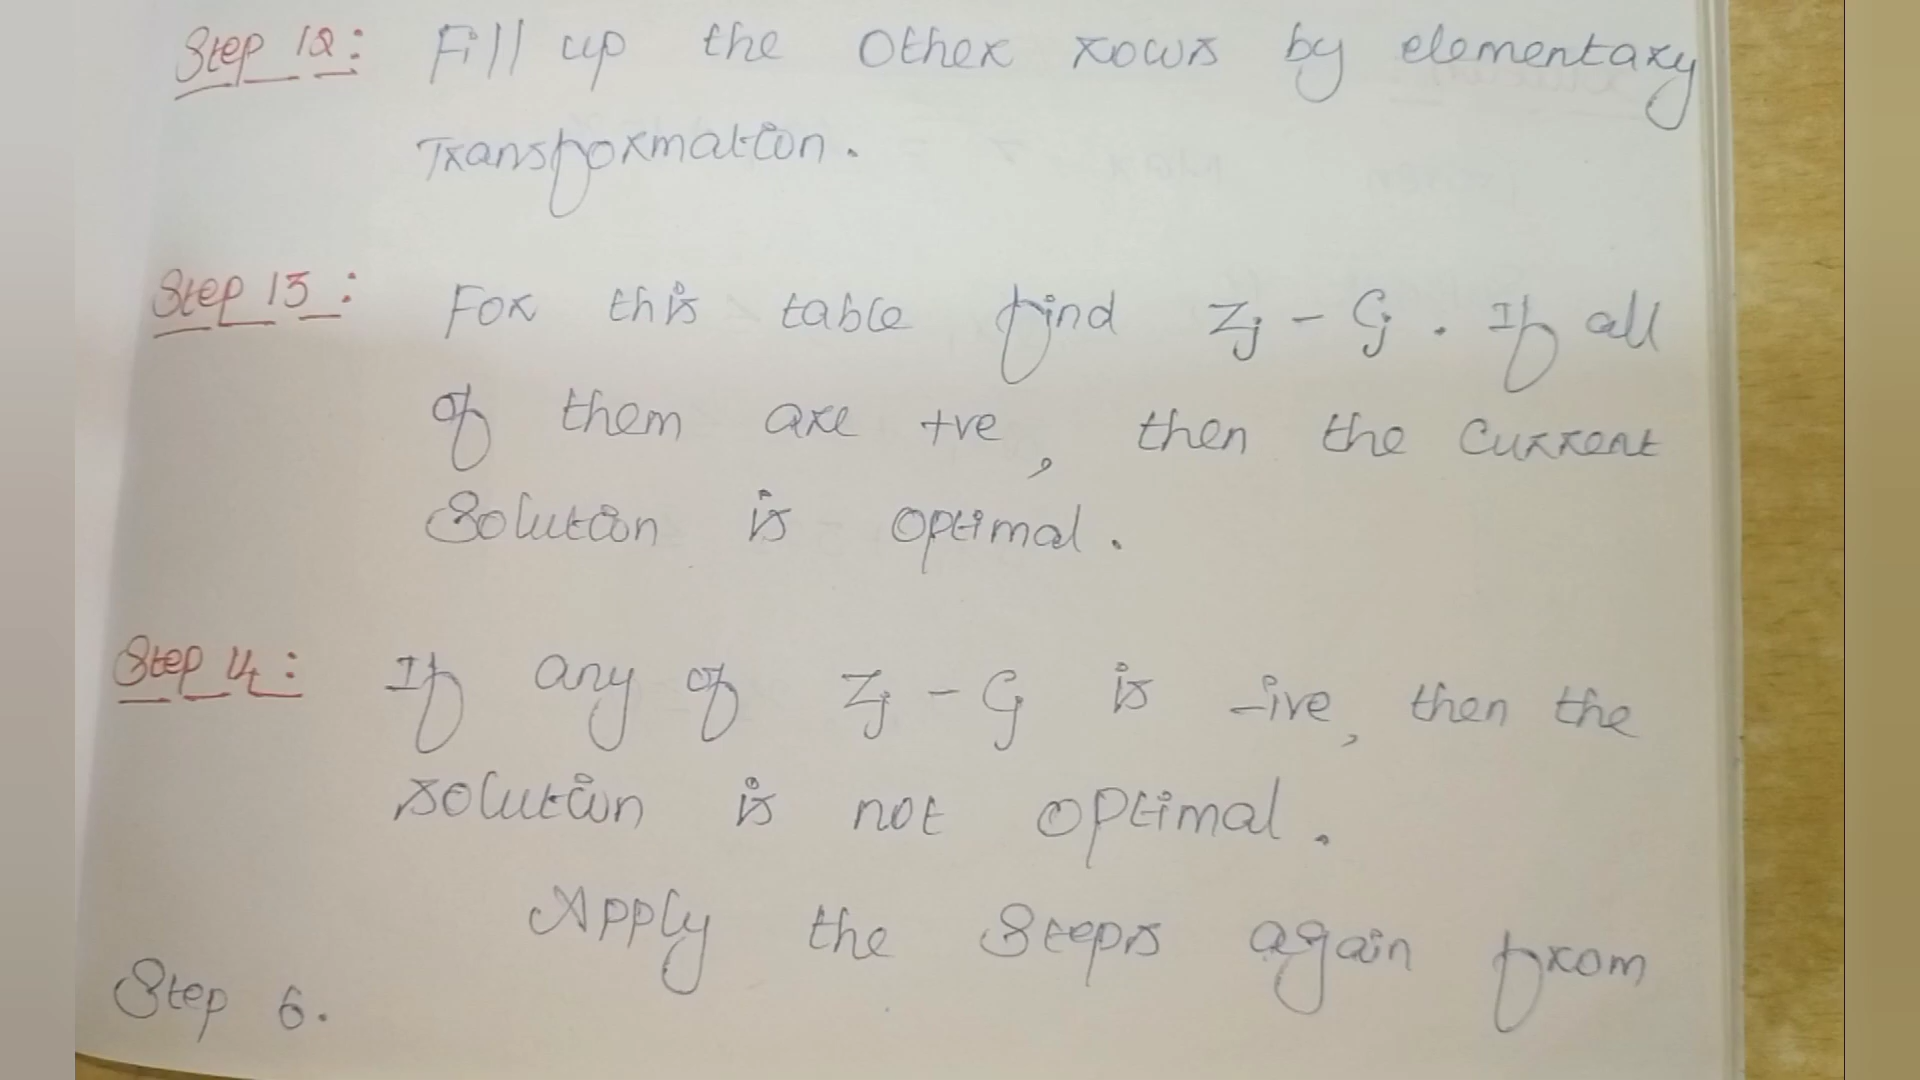 Step 12: Fill up the Other rows by elementary
Transformation.
Step 13: For this table find Zj - Cj. If all
of them are +ve, then the Current
Solution is optimal.
Step 14: If any of Zj - Cj is -ive, then the
solution is not optimal.
Apply the Steps again from
Step 6.